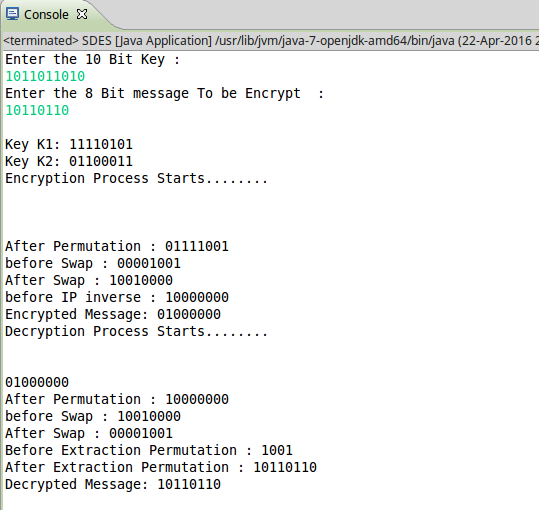 Console
<terminated> SDES [Java Application] /usr/lib/jvm/java-7-openjdk-amd64/bin/java (22-Apr-2016 2
Enter the 10 Bit Key :
1011011010
Enter the 8 Bit message To be Encrypt  :
10110110
Key K1: 11110101
Key K2: 01100011
Encryption Process Starts........
After Permutation : 01111001
before Swap : 00001001
After Swap : 10010000
before IP inverse : 10000000
Encrypted Message: 01000000
Decryption Process Starts........
01000000
After Permutation : 10000000
before Swap : 10010000
After Swap : 00001001
Before Extraction Permutation : 1001
After Extraction Permutation : 10110110
Decrypted Message: 10110110